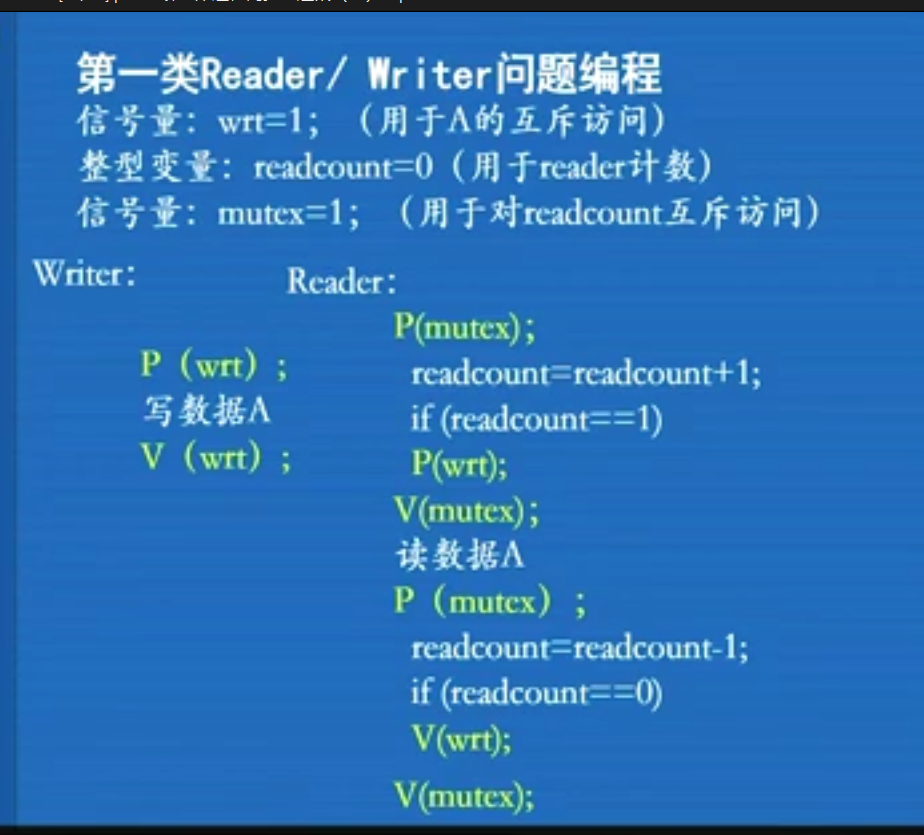 第一类Reader/ Writer问题编程
信号量：wrt=1；（用于A的互斥访问）
整型变量：readcount=0（用于reader计数）
信号量：mutex=1；（用于对readcount互斥访问）
Writer：
P（wrt）；
写数据A
V（wrt）；
Reader：
P(mutex)；
readcount=readcount+1;
if (readcount==1)
P(wrt);
V(mutex)；
读数据A
P（mutex）；
readcount=readcount-1;
if (readcount==0)
V(wrt);
V(mutex);